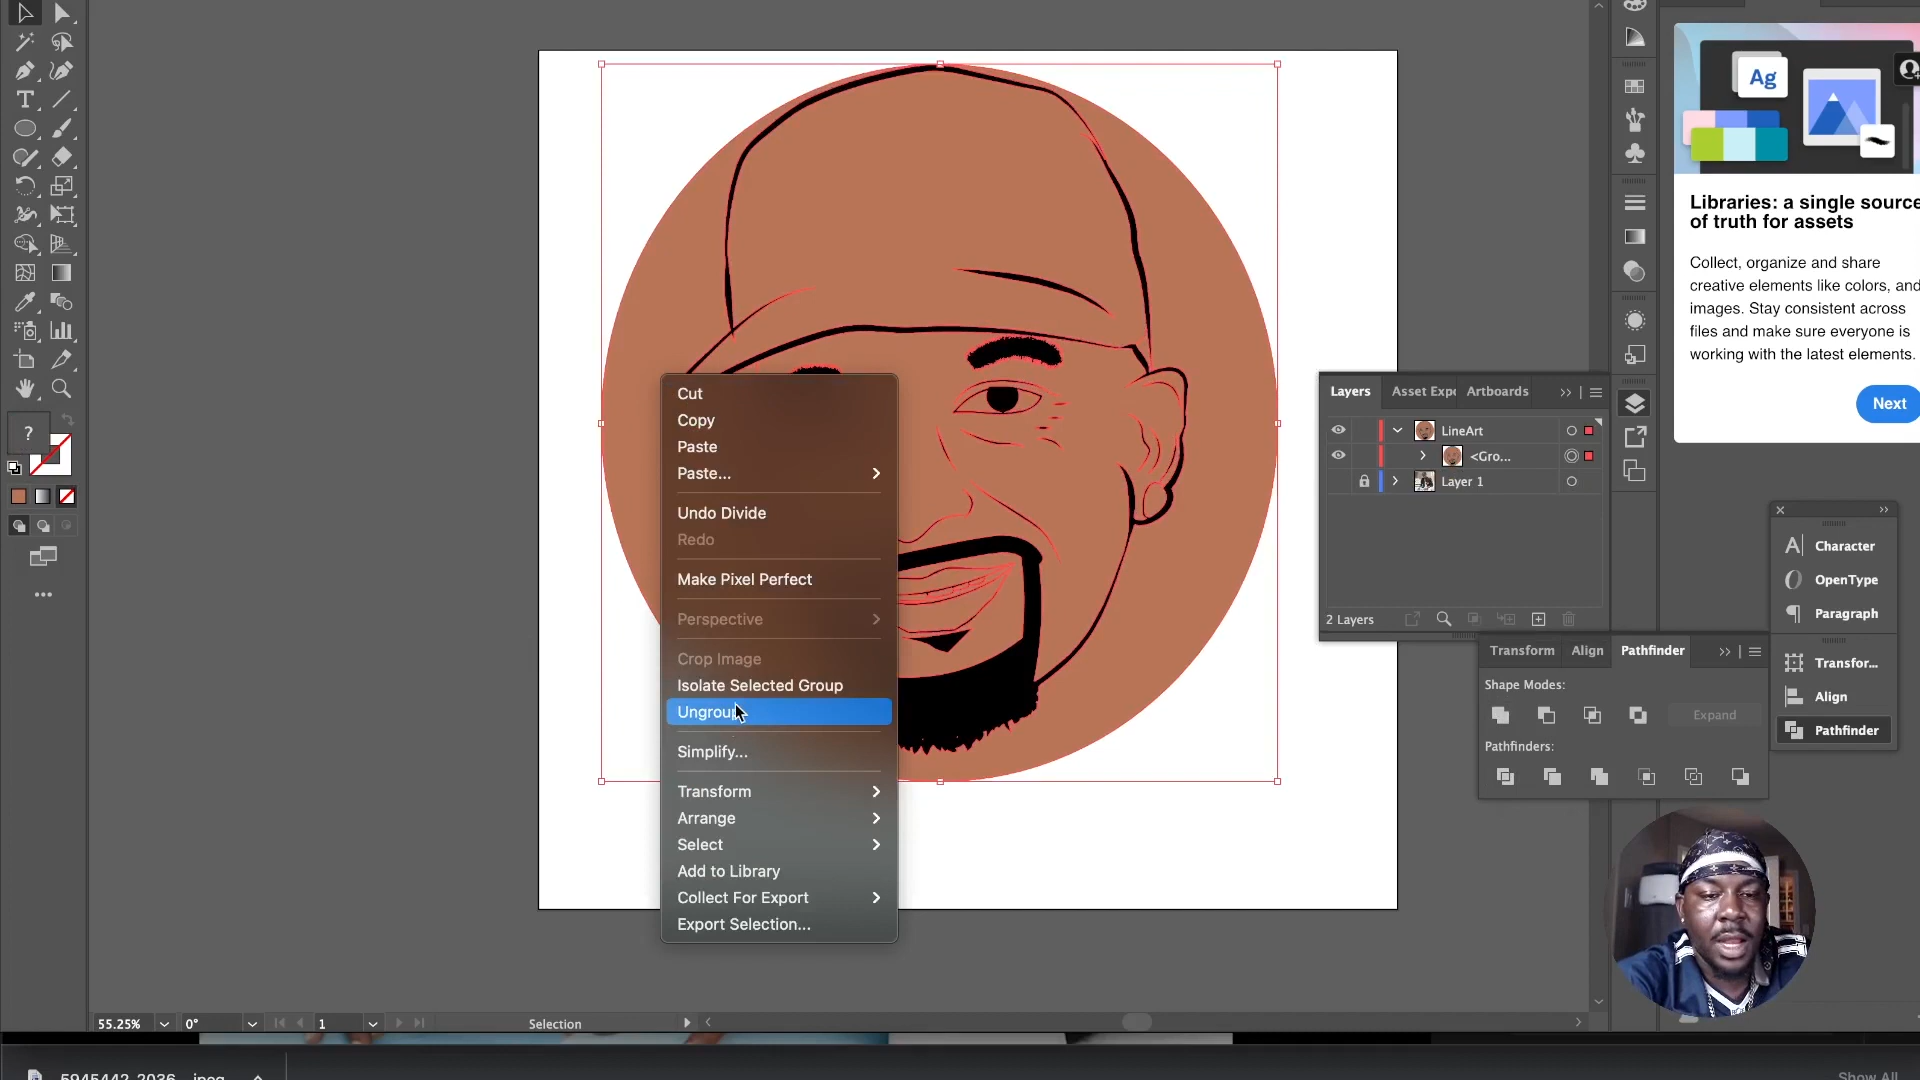 Ag
Libraries: a single source
of truth for assets
Collect, organize and share
creative elements like colors, and
images. Stay consistent across
files and make sure everyone is
working with the latest elements.
Next
Cut
Copy
Paste
Paste...
Undo Divide
Redo
Make Pixel Perfect
Perspective
Crop Image
Isolate Selected Group
Ungroup
Simplify...
Transform
Arrange
Select
Add to Library
Collect For Export
Export Selection...
Layers Asset Expo Artboards
LineArt
<Gro...
Layer 1
2 Layers
Character
OpenType
Paragraph
Transfor...
Align
Pathfinder
Transform Align Pathfinder
Shape Modes:
Expand
Pathfinders:
?
T
55.25% 0° 1 Selection
5945442-2036 jpeg
Show All